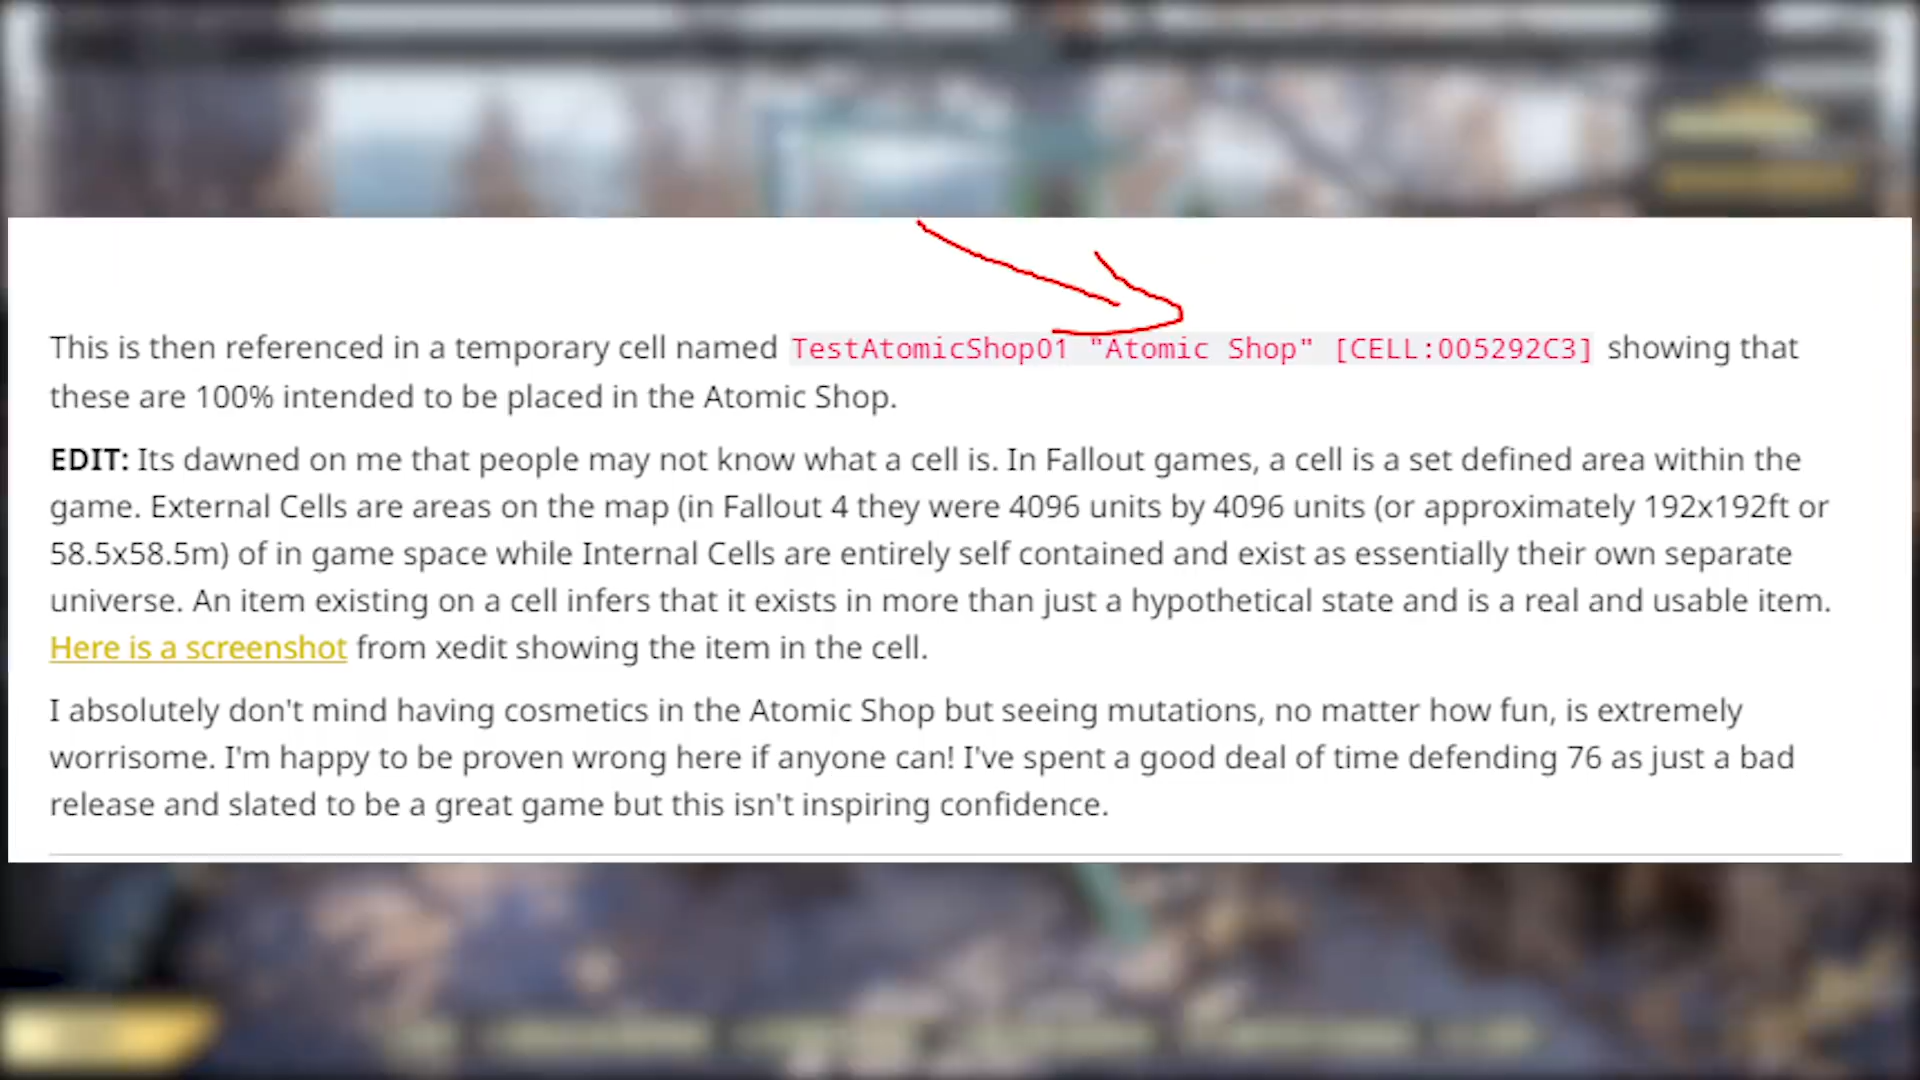 This is then referenced in a temporary cell named TestAtomicShop01 "Atomic Shop" [CELL:005292C3] showing that
these are 100% intended to be placed in the Atomic Shop.
EDIT: Its dawned on me that people may not know what a cell is. In Fallout games, a cell is a set defined area within the
game. External Cells are areas on the map (in Fallout 4 they were 4096 units by 4096 units (or approximately 192x192ft or
58.5x58.5m) of in game space while Internal Cells are entirely self contained and exist as essentially their own separate
universe. An item existing on a cell infers that it exists in more than just a hypothetical state and is a real and usable item.
Here is a screenshot from xedit showing the item in the cell.
I absolutely don't mind having cosmetics in the Atomic Shop but seeing mutations, no matter how fun, is extremely
worrisome. I'm happy to be proven wrong here if anyone can! I've spent a good deal of time defending 76 as just a bad
release and slated to be a great game but this isn't inspiring confidence.